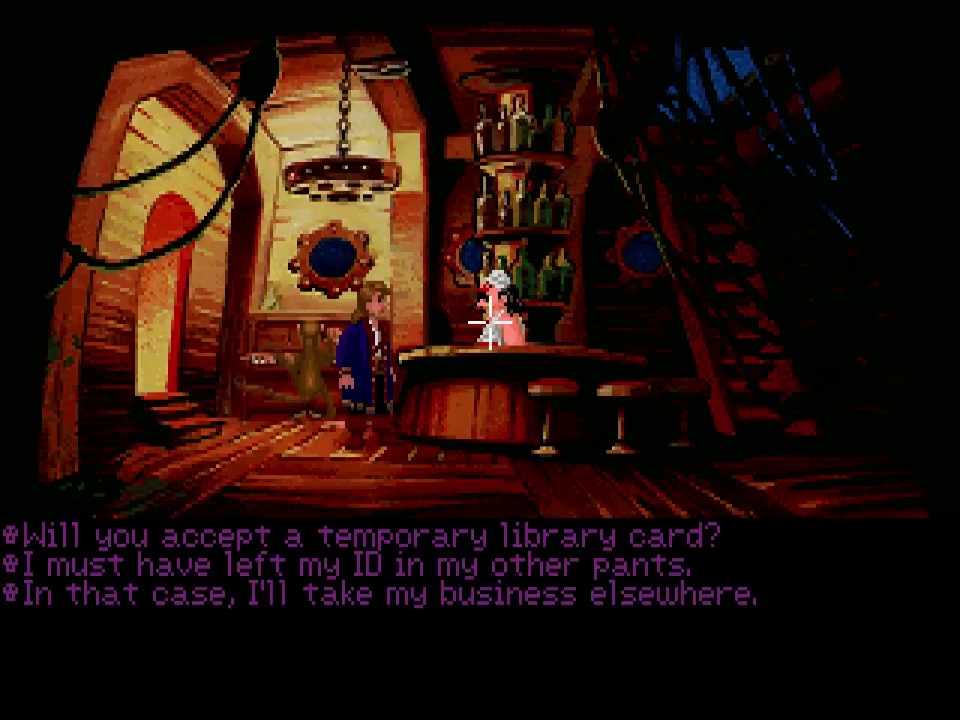 Will you accept a temporary library card?
I must have left my ID in my other pants.
In that case, I'll take my business elsewhere.